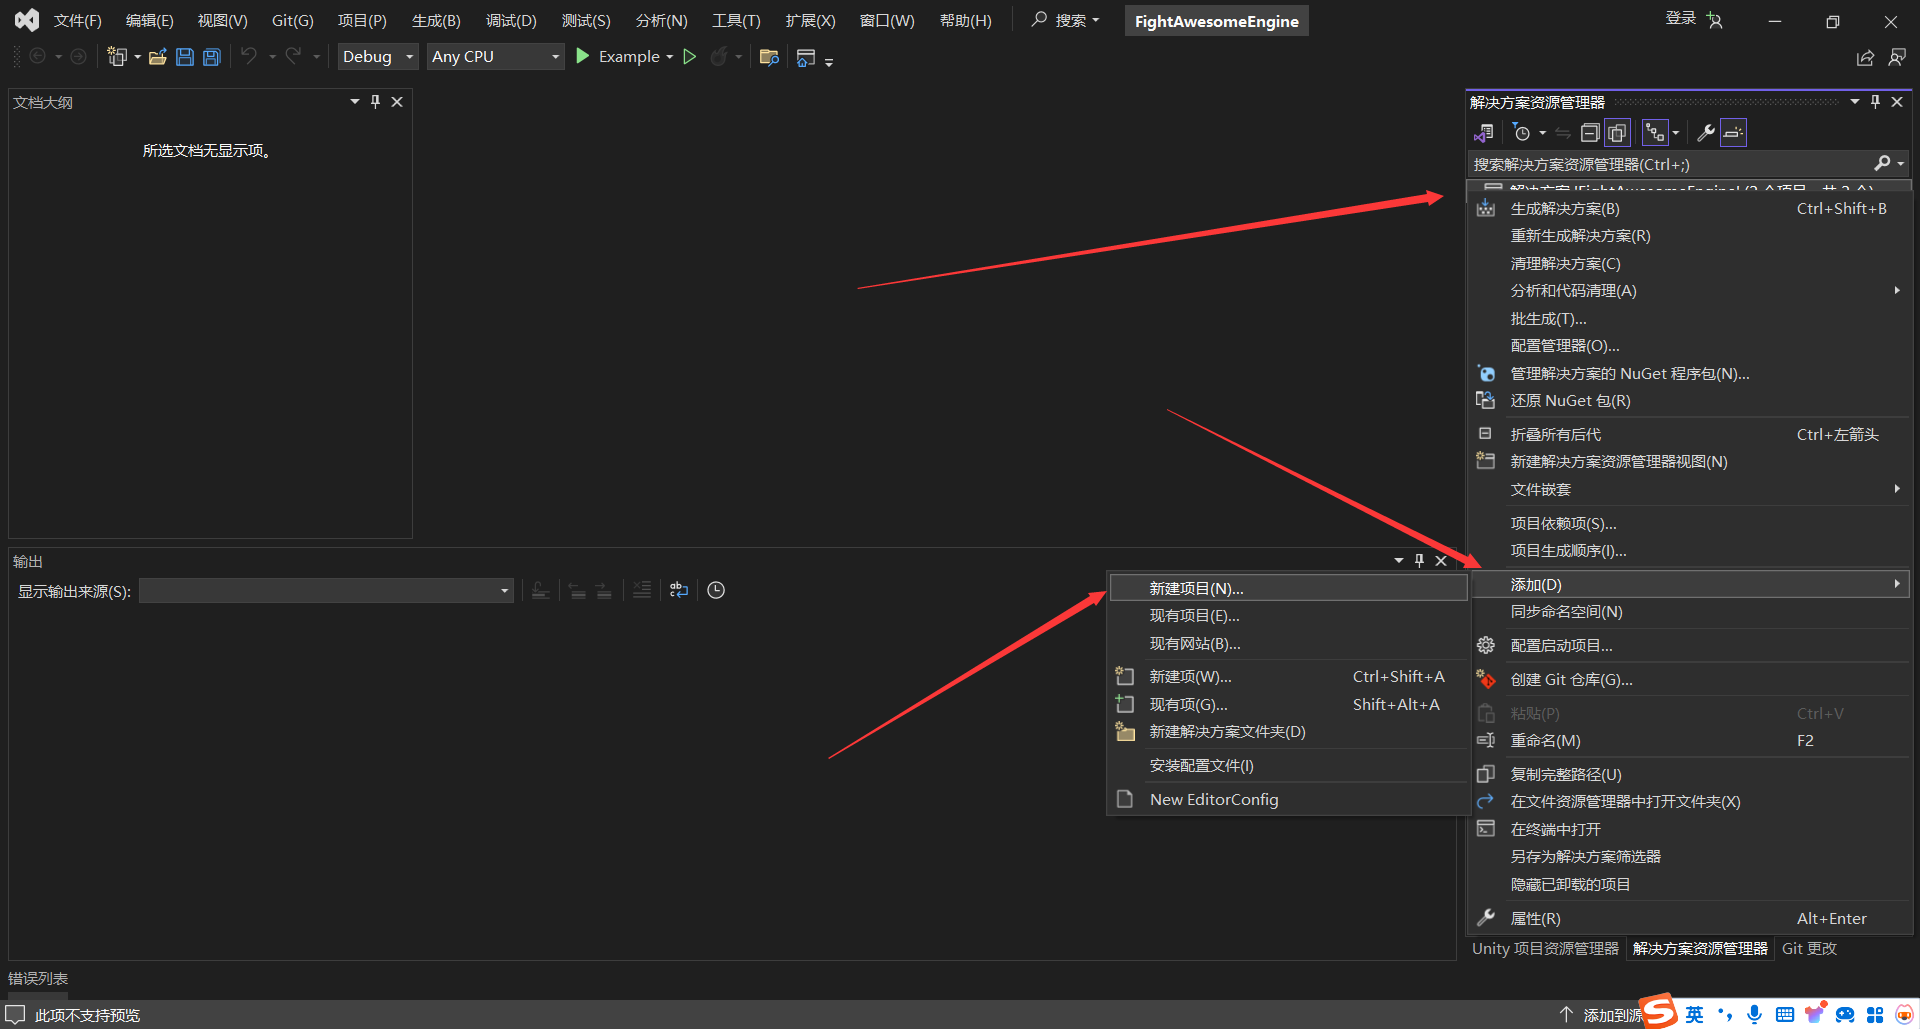 文件(F) 编辑(E) 视图(V) Git(G) 项目(P) 生成(B) 调试(D) 测试(S) 分析(N) 工具(T) 扩展(X) 窗口(W) 帮助(H) 搜索 FightAwesomeEngine 登录
Debug Any CPU Example
文档大纲
所选文档无显示项。
解决方案资源管理器
搜索解决方案资源管理器(Ctrl+;)
生成解决方案(B) Ctrl+Shift+B
重新生成解决方案(R)
清理解决方案(C)
分析和代码清理(A)
批生成(T)...
配置管理器(O)...
管理解决方案的 NuGet 程序包(N)...
还原 NuGet 包(R)
折叠所有后代 Ctrl+左箭头
新建解决方案资源管理器视图(N)
文件嵌套
项目依赖项(S)...
项目生成顺序(I)...
添加(D)
同步命名空间(N)
配置启动项目...
创建 Git 仓库(G)...
粘贴(P) Ctrl+V
重命名(M) F2
复制完整路径(U)
在文件资源管理器中打开文件夹(X)
在终端中打开
另存为解决方案筛选器
隐藏已卸载的项目
属性(R) Alt+Enter
输出
显示输出来源(S):
新建项目(N)...
现有项目(E)...
现有网站(B)...
新建项(W)... Ctrl+Shift+A
现有项(G)... Shift+Alt+A
新建解决方案文件夹(D)
安装配置文件(I)
New EditorConfig
Unity 项目资源管理器 解决方案资源管理器 Git 更改
错误列表
此项不支持预览 添加到源 英